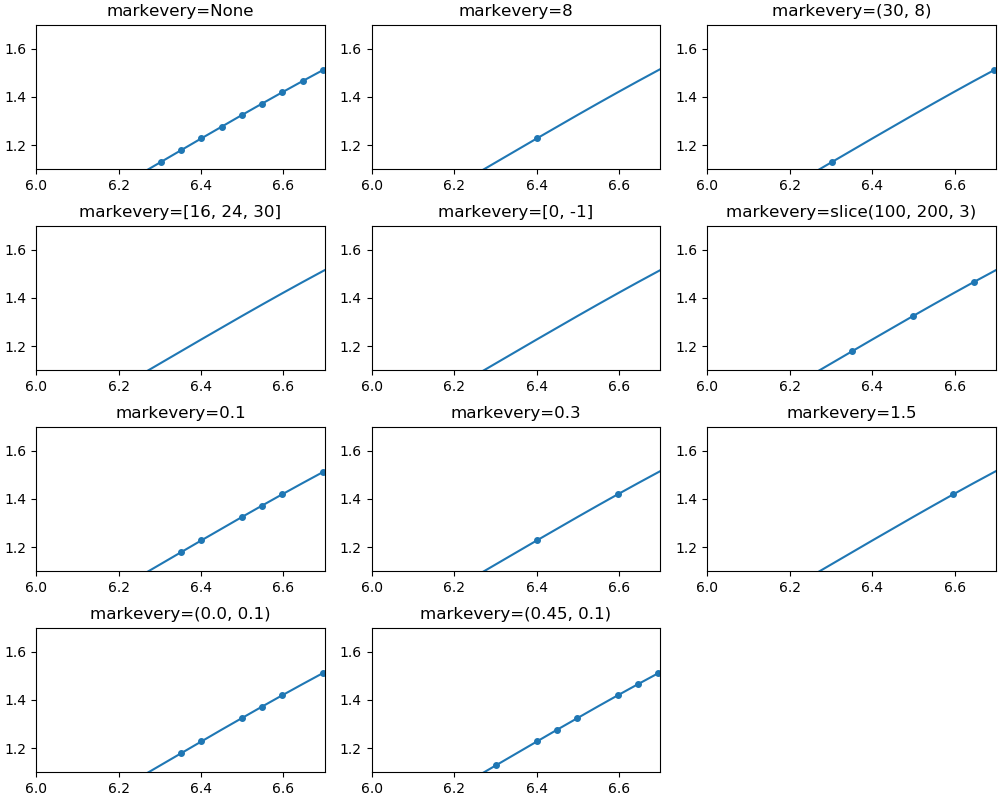 markevery=None
1.6
1.4
1.2
6.0 6.2 6.4 6.6
markevery=8
1.6
1.4
1.2
6.0 6.2 6.4 6.6
markevery=(30, 8)
1.6
1.4
1.2
6.0 6.2 6.4 6.6
markevery=[16, 24, 30]
1.6
1.4
1.2
6.0 6.2 6.4 6.6
markevery=[0, -1]
1.6
1.4
1.2
6.0 6.2 6.4 6.6
markevery=slice(100, 200, 3)
1.6
1.4
1.2
6.0 6.2 6.4 6.6
markevery=0.1
1.6
1.4
1.2
6.0 6.2 6.4 6.6
markevery=0.3
1.6
1.4
1.2
6.0 6.2 6.4 6.6
markevery=1.5
1.6
1.4
1.2
6.0 6.2 6.4 6.6
markevery=(0.0, 0.1)
1.6
1.4
1.2
6.0 6.2 6.4 6.6
markevery=(0.45, 0.1)
1.6
1.4
1.2
6.0 6.2 6.4 6.6